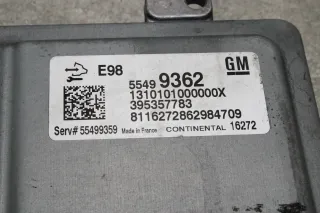 E98
GM
5549 9362
1310101000000X
395357783
8116272862984709
Serv# 55499359 Made in France CONTINENTAL 16272